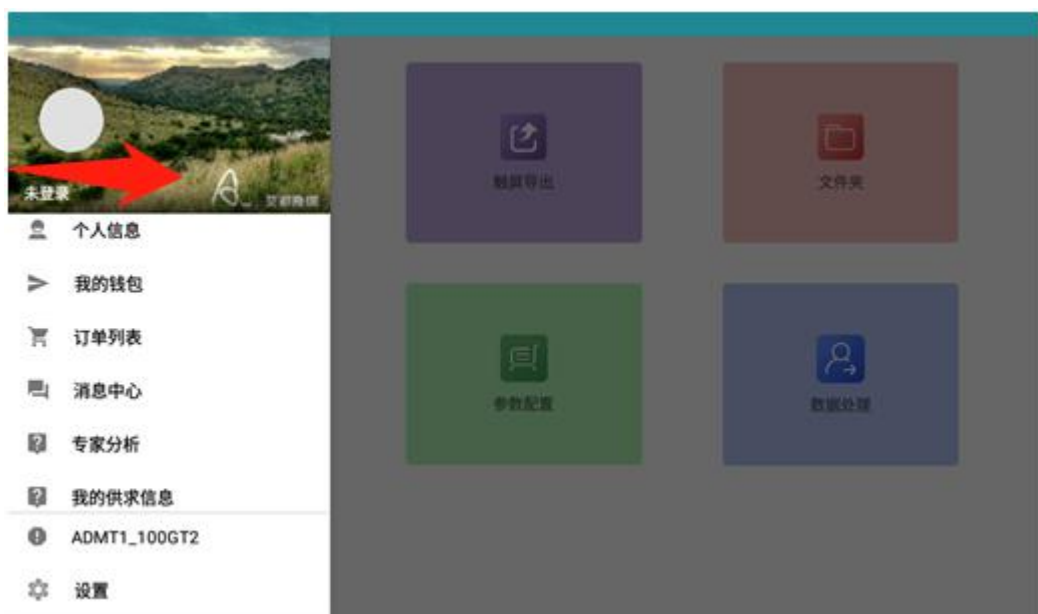 未登录
艾都勘探
个人信息
我的钱包
订单列表
消息中心
专家分析
我的供求信息
ADMT1_100GT2
设置
触屏导出
文件夹
参数配置
数据处理